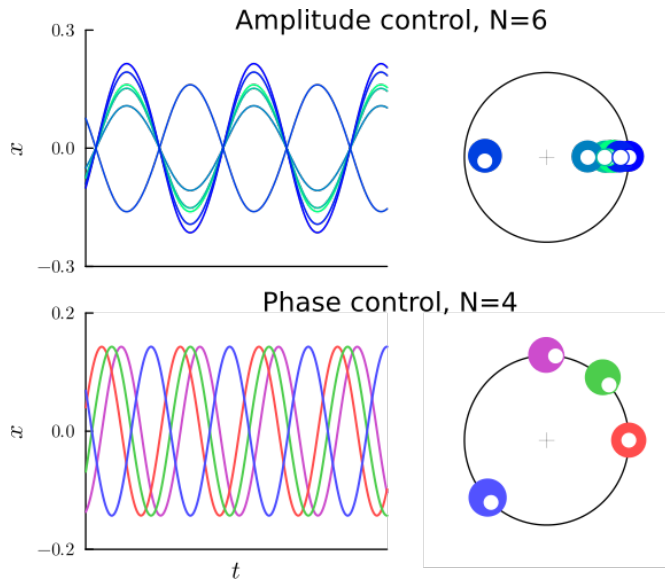 Amplitude control, N=6
0.3
x
0.0
−0.3
Phase control, N=4
0.2
x
0.0
−0.2
t